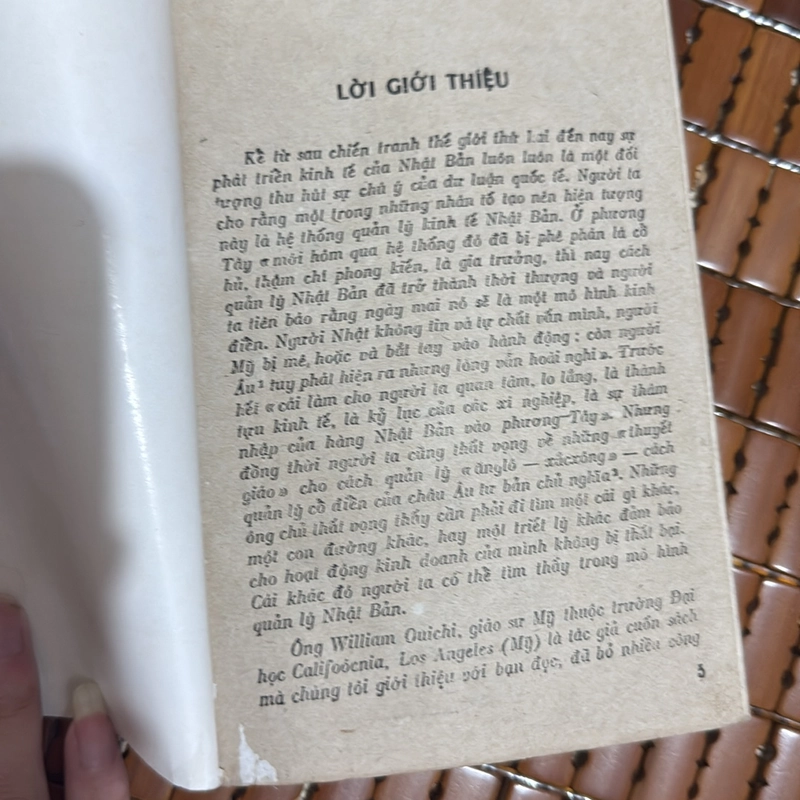 LỜI GIỚI THIỆU
Kể từ sau chiến tranh thế giới thứ hai đến nay sự
phát triển kinh tế của Nhật Bản luôn luôn là một đối
tượng thu hút sự chú ý của dư luận quốc tế. Người ta
cho rằng một trong những nhân tố tạo nên hiện tượng
này là hệ thống quản lý kinh tế Nhật Bản. Ở phương
Tây « mới hôm qua hệ thống đó đã bị phê phán là cổ
hủ, thậm chí phong kiến, là gia trưởng, thì nay cách
quản lý Nhật Bản đã trở thành thời thượng và người
ta tiên báo rằng ngày mai nó sẽ là một mô hình kinh
điển. Người Nhật không tin và tự chất vấn mình, người
Mỹ bị mê hoặc và bắt tay vào hành động; còn người
Âu¹ tuy phát hiện ra nhưng lòng vẫn hoài nghi ». Trước
hết « cái làm cho người ta quan tâm, lo lắng, là thành
tựu kinh tế, là kỷ lục của các xí nghiệp, là sự thâm
nhập của hàng Nhật Bản vào phương Tây ». Nhưng
đồng thời người ta cũng thất vọng về những « thuyết
giáo » cho cách quản lý « ănglô — xắcxông » — cách
quản lý cổ điển của châu Âu tư bản chủ nghĩa². Những
ông chủ thất vọng thấy cần phải đi tìm một cái gì khác,
một con đường khác, hay một triết lý khác đảm bảo
cho hoạt động kinh doanh của mình không bị thất bại.
Cái khác đó người ta có thể tìm thấy trong mô hình
quản lý Nhật Bản.
Ông William Ouichi, giáo sư Mỹ thuộc trường Đại
học Califoócnia, Los Angeles (Mỹ) là tác giả cuốn sách
mà chúng tôi giới thiệu với bạn đọc, đã bỏ nhiều công
5